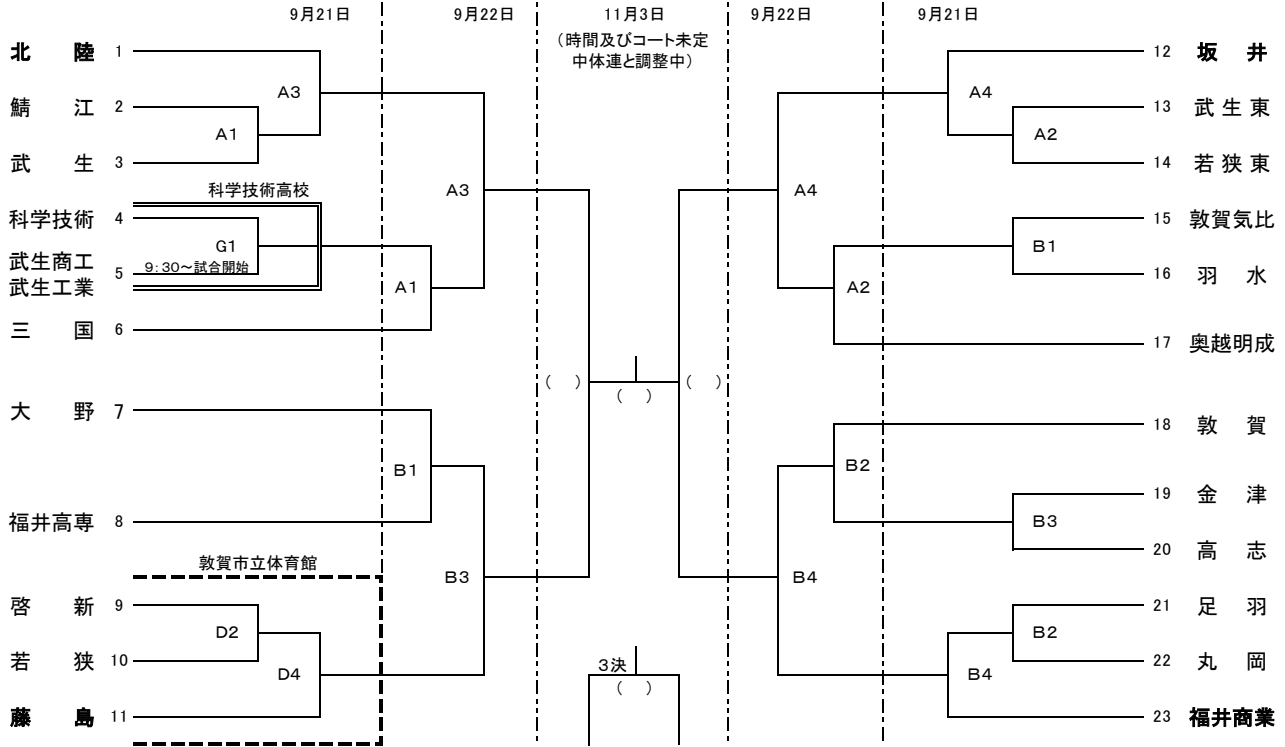 9月21日 9月22日 11月3日 9月22日 9月21日
（時間及びコート未定
中体連と調整中）
北 陸 1
A3
鯖 江 2
A1
武 生 3
A3
科学技術高校
科学技術 4
G1
9：30～試合開始
武生商工
武生工業 5
A1
三 国 6
（ ）
（ ）
（ ）
大 野 7
B1
福井高専 8
B3
敦賀市立体育館
啓 新 9
D2
若 狭 10
D4
藤 島 11
3決
（ ）
12 坂 井
A4
13 武生東
A2
14 若狭東
A4
15 敦賀気比
B1
16 羽 水
A2
17 奥越明成
18 敦 賀
B2
19 金 津
B3
20 高 志
B4
21 足 羽
B2
22 丸 岡
B4
23 福井商業